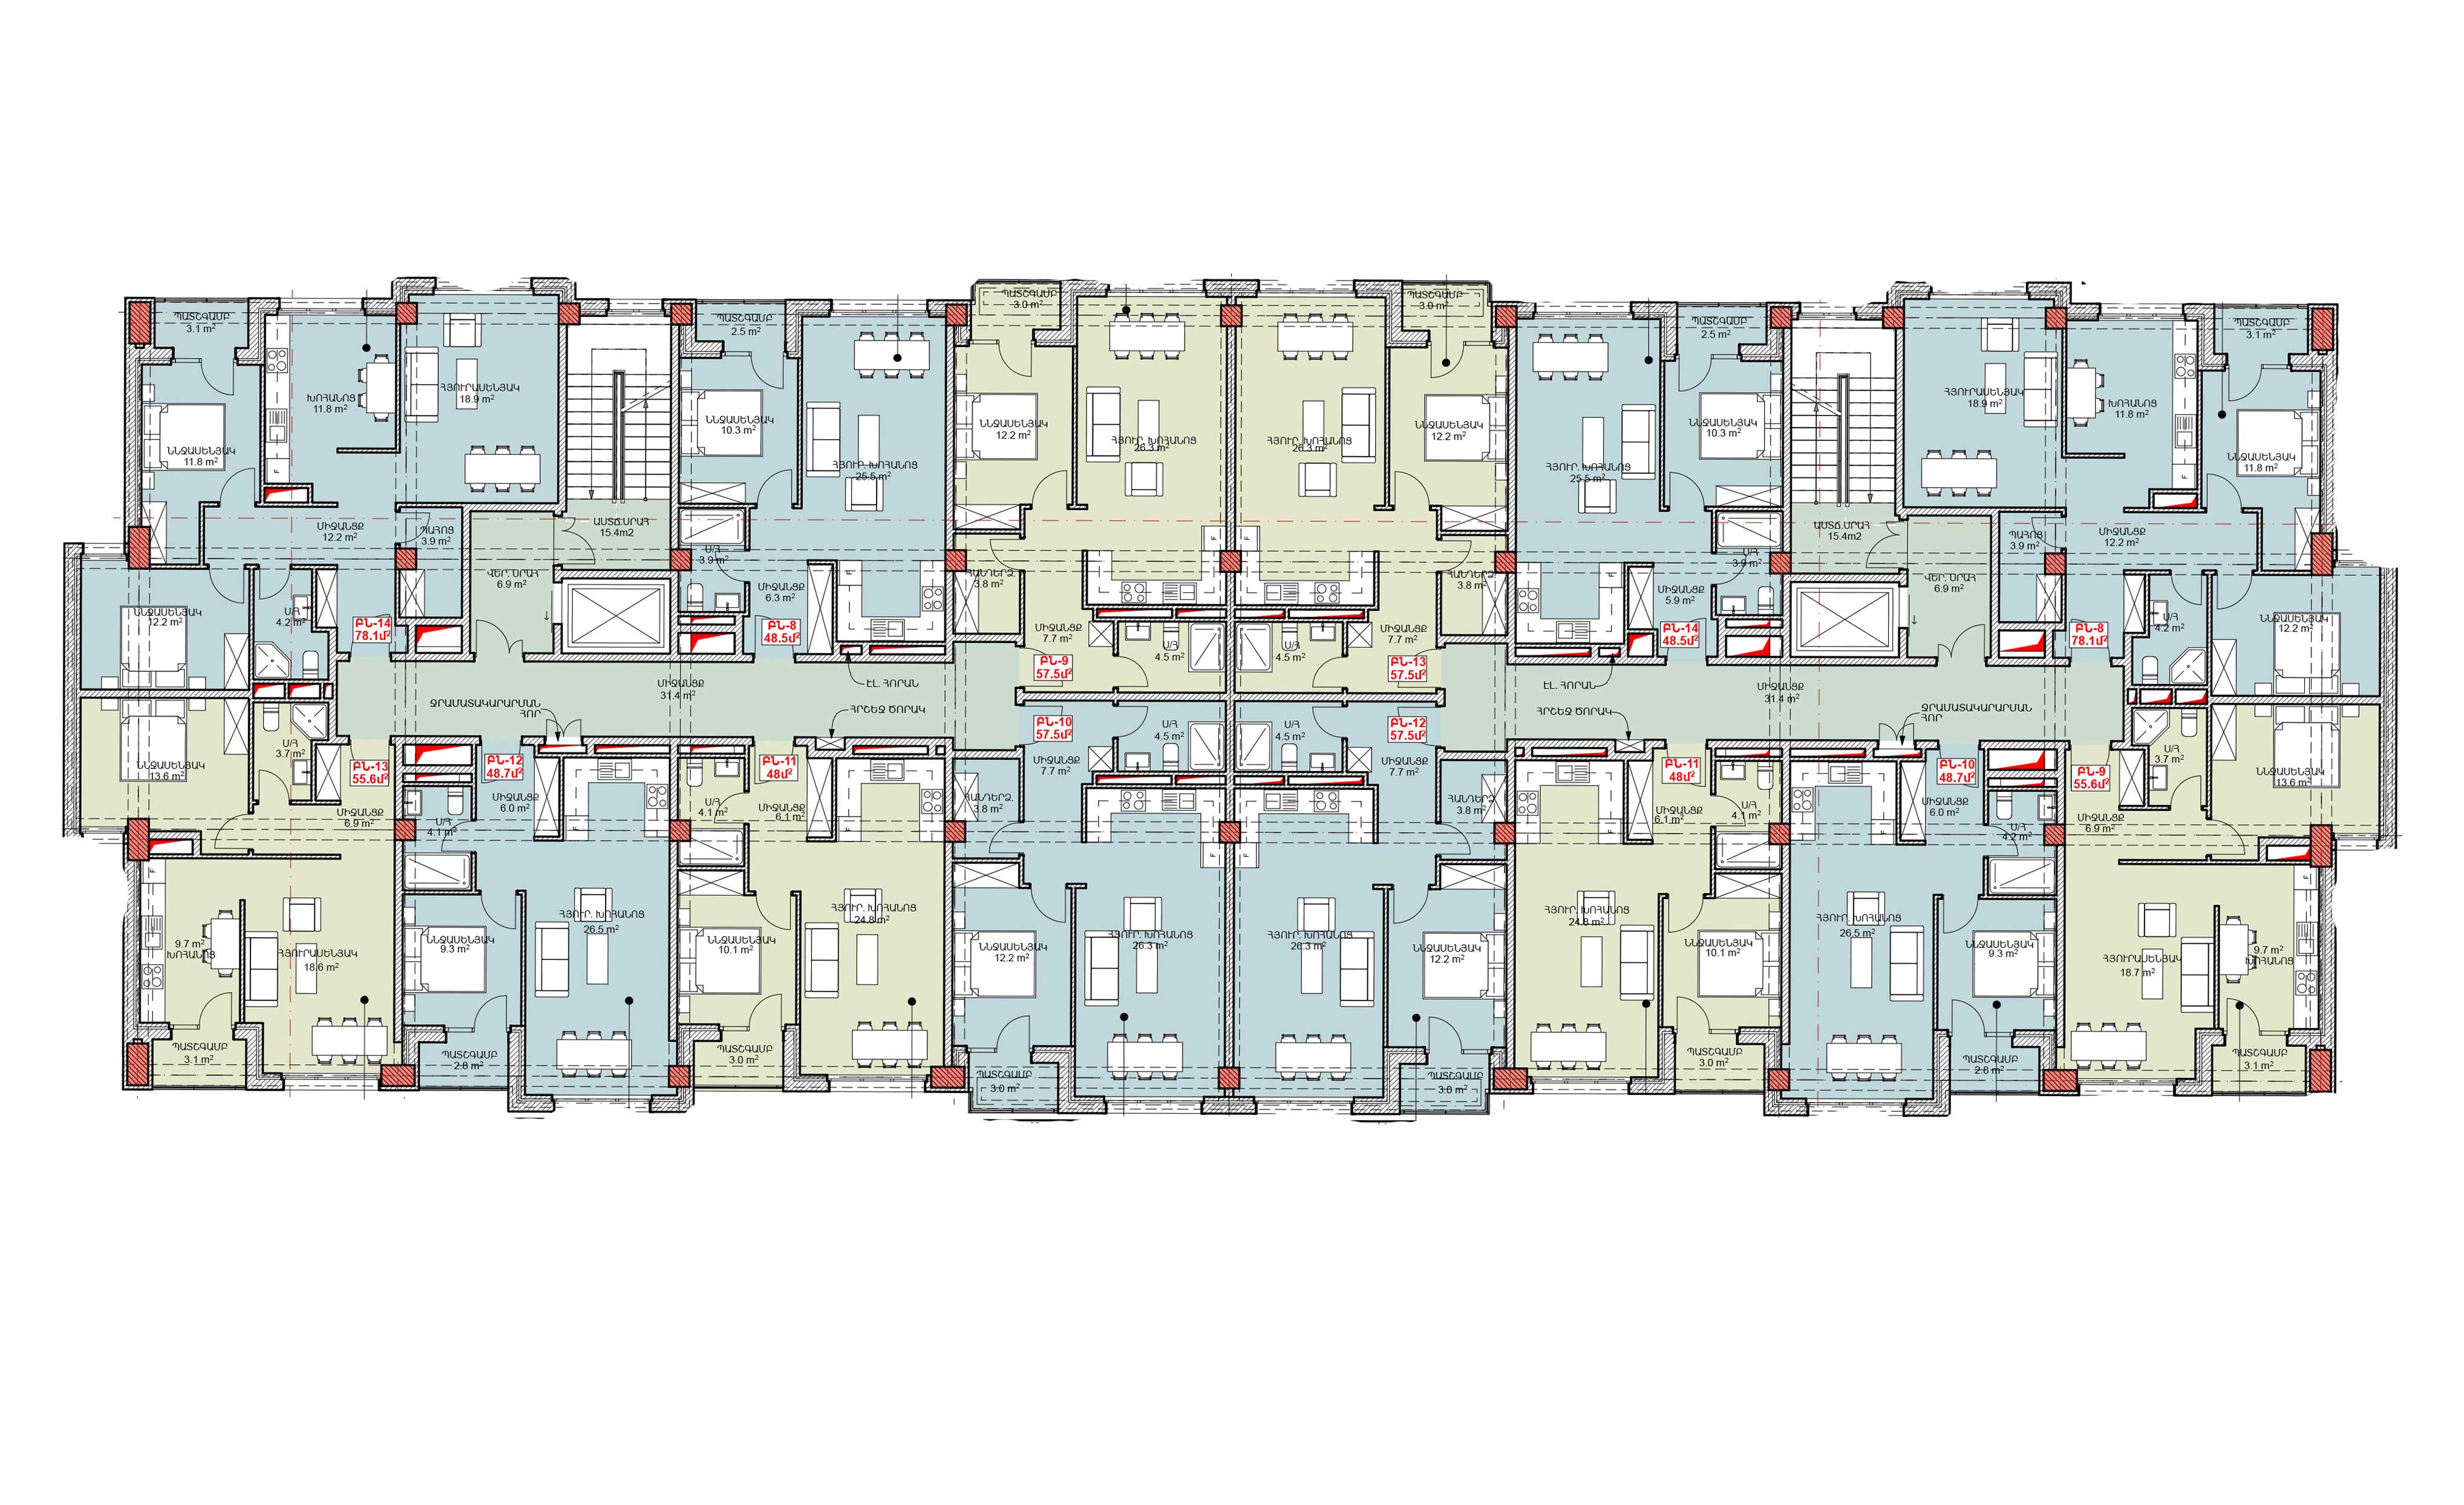 ՊԱՏՇԳԱՄԲ
3.1 m²
ԽՈՀԱՆՈՑ
11.8 m²
ՀՅՈՒՐԱՍԵՆՅԱԿ
18.9 m²
ՆՆՋԱՍԵՆՅԱԿ
11.8 m²
ՄԻՋԱՆՑՔ
12.2 m²
ՊԱՀՈՑ
3.9 m²
ՆՆՋԱՍԵՆՅԱԿ
12.2 m²
Ս/Հ
4.2 m²
ԲՆ-14
78.1մ²
ԱՍՏՃ.ՍՐԱՀ
15.4m2
ՎԵՐ. ՍՐԱՀ
6.9 m²
ՊԱՏՇԳԱՄԲ
2.5 m²
ՆՆՋԱՍԵՆՅԱԿ
10.3 m²
ՀՅՈՒՐ. ԽՈՀԱՆՈՑ
25.5 m²
Ս/Հ
3.9 m²
ՄԻՋԱՆՑՔ
6.3 m²
ԲՆ-8
48.5մ²
ՊԱՏՇԳԱՄԲ
3.0 m²
ՆՆՋԱՍԵՆՅԱԿ
12.2 m²
ՀՅՈՒՐ. ԽՈՀԱՆՈՑ
26.3 m²
ՀԱՆԴԵՐՁ.
3.8 m²
ՄԻՋԱՆՑՔ
7.7 m²
Ս/Հ
4.5 m²
ԲՆ-9
57.5մ²
ՊԱՏՇԳԱՄԲ
3.0 m²
ՀՅՈՒՐ. ԽՈՀԱՆՈՑ
26.3 m²
ՆՆՋԱՍԵՆՅԱԿ
12.2 m²
ՀԱՆԴԵՐՁ.
3.8 m²
Ս/Հ
4.5 m²
ՄԻՋԱՆՑՔ
7.7 m²
ԲՆ-13
57.5մ²
ՊԱՏՇԳԱՄԲ
2.5 m²
ՀՅՈՒՐ. ԽՈՀԱՆՈՑ
25.5 m²
ՆՆՋԱՍԵՆՅԱԿ
10.3 m²
Ս/Հ
3.9 m²
ՄԻՋԱՆՑՔ
5.9 m²
ԲՆ-14
48.5մ²
ԱՍՏՃ.ՍՐԱՀ
15.4m2
ՎԵՐ. ՍՐԱՀ
6.9 m²
ՀՅՈՒՐԱՍԵՆՅԱԿ
18.9 m²
ԽՈՀԱՆՈՑ
11.8 m²
ՊԱՏՇԳԱՄԲ
3.1 m²
ՆՆՋԱՍԵՆՅԱԿ
11.8 m²
ՊԱՀՈՑ
3.9 m²
ՄԻՋԱՆՑՔ
12.2 m²
ԲՆ-8
78.1մ²
Ս/Հ
4.2 m²
ՆՆՋԱՍԵՆՅԱԿ
12.2 m²
ՄԻՋԱՆՑՔ
31.4 m²
ԷԼ. ՀՈՐԱՆ
ՋՐԱՄԱՏԱԿԱՐԱՐՄԱՆ
ՀՈՐ
ՀՐՇԵՋ ԾՈՐԱԿ
ԷԼ. ՀՈՐԱՆ
ՄԻՋԱՆՑՔ
31.4 m²
ՀՐՇԵՋ ԾՈՐԱԿ
ՋՐԱՄԱՏԱԿԱՐԱՐՄԱՆ
ՀՈՐ
ՆՆՋԱՍԵՆՅԱԿ
13.6 m²
Ս/Հ
3.7 m²
ԲՆ-13
55.6մ²
ՄԻՋԱՆՑՔ
6.9 m²
9.7 m²
ԽՈՀԱՆՈՑ
ՀՅՈՒՐԱՍԵՆՅԱԿ
18.6 m²
ՊԱՏՇԳԱՄԲ
3.1 m²
ԲՆ-12
48.7մ²
ՄԻՋԱՆՑՔ
6.0 m²
Ս/Հ
4.1 m²
ՆՆՋԱՍԵՆՅԱԿ
9.3 m²
ՀՅՈՒՐ. ԽՈՀԱՆՈՑ
26.5 m²
ՊԱՏՇԳԱՄԲ
2.8 m²
ԲՆ-11
48մ²
Ս/Հ
4.1 m²
ՄԻՋԱՆՑՔ
6.1 m²
ՆՆՋԱՍԵՆՅԱԿ
10.1 m²
ՀՅՈՒՐ. ԽՈՀԱՆՈՑ
24.8 m²
ՊԱՏՇԳԱՄԲ
3.0 m²
ԲՆ-10
57.5մ²
Ս/Հ
4.5 m²
ՄԻՋԱՆՑՔ
7.7 m²
ՀԱՆԴԵՐՁ.
3.8 m²
ՆՆՋԱՍԵՆՅԱԿ
12.2 m²
ՀՅՈՒՐ. ԽՈՀԱՆՈՑ
26.3 m²
ՊԱՏՇԳԱՄԲ
3.0 m²
Ս/Հ
4.5 m²
ԲՆ-12
57.5մ²
ՄԻՋԱՆՑՔ
7.7 m²
ՀԱՆԴԵՐՁ.
3.8 m²
ՀՅՈՒՐ. ԽՈՀԱՆՈՑ
26.3 m²
ՆՆՋԱՍԵՆՅԱԿ
12.2 m²
ՊԱՏՇԳԱՄԲ
3.0 m²
ԲՆ-11
48մ²
ՄԻՋԱՆՑՔ
6.1 m²
Ս/Հ
4.1 m²
ՀՅՈՒՐ. ԽՈՀԱՆՈՑ
24.8 m²
ՆՆՋԱՍԵՆՅԱԿ
10.1 m²
ՊԱՏՇԳԱՄԲ
3.0 m²
ԲՆ-10
48.7մ²
ՄԻՋԱՆՑՔ
6.0 m²
Ս/Հ
4.2 m²
ՀՅՈՒՐ. ԽՈՀԱՆՈՑ
26.5 m²
ՆՆՋԱՍԵՆՅԱԿ
9.3 m²
ՊԱՏՇԳԱՄԲ
2.8 m²
ԲՆ-9
55.6մ²
Ս/Հ
3.7 m²
ՆՆՋԱՍԵՆՅԱԿ
13.6 m²
ՄԻՋԱՆՑՔ
6.9 m²
ՀՅՈՒՐԱՍԵՆՅԱԿ
18.7 m²
9.7 m²
ԽՈՀԱՆՈՑ
ՊԱՏՇԳԱՄԲ
3.1 m²